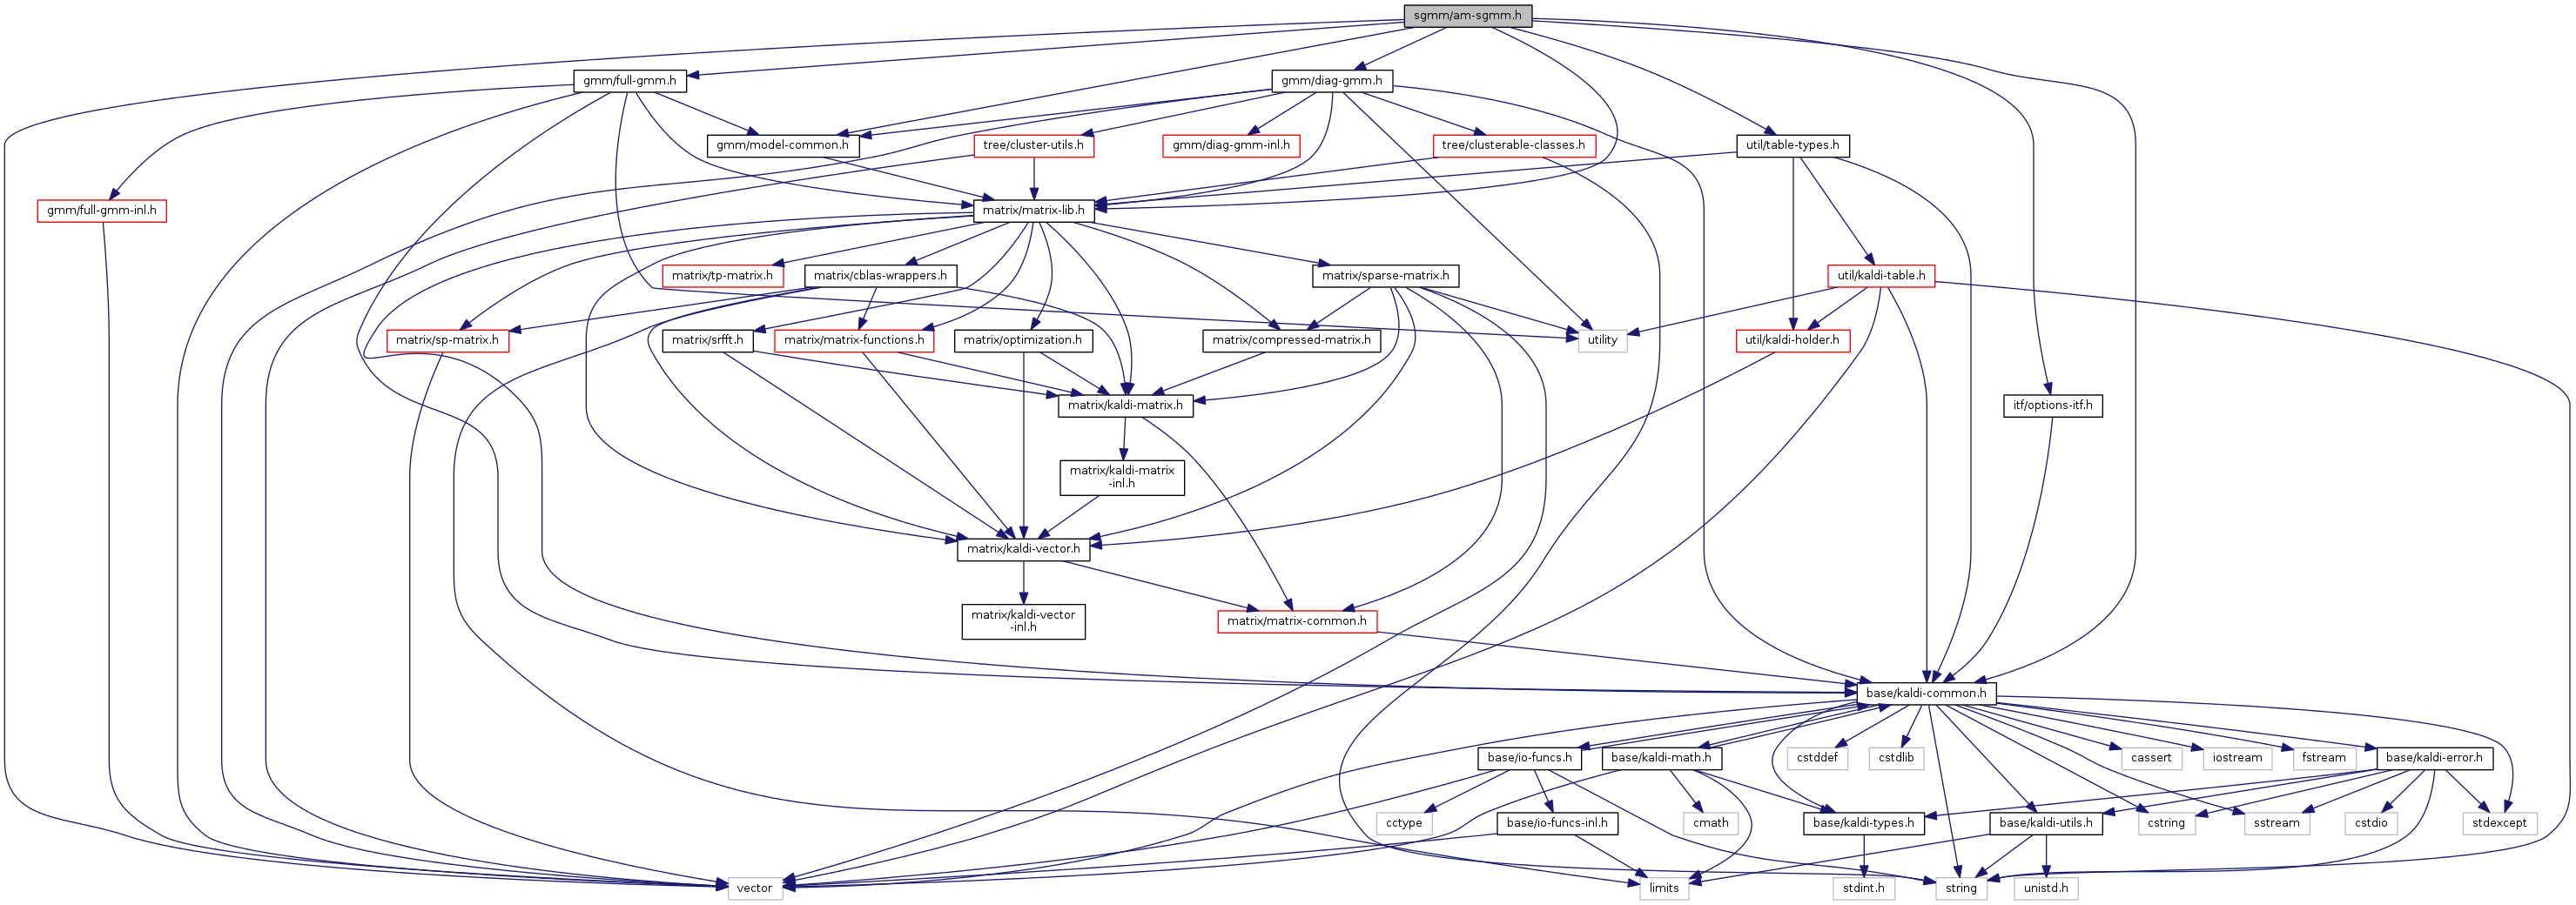 sgmm/am-sgmm.h
gmm/full-gmm.h
gmm/diag-gmm.h
gmm/model-common.h
tree/cluster-utils.h
gmm/diag-gmm-inl.h
tree/clusterable-classes.h
util/table-types.h
gmm/full-gmm-inl.h
matrix/matrix-lib.h
matrix/tp-matrix.h
matrix/cblas-wrappers.h
matrix/sparse-matrix.h
util/kaldi-table.h
matrix/sp-matrix.h
matrix/srfft.h
matrix/matrix-functions.h
matrix/optimization.h
matrix/compressed-matrix.h
utility
util/kaldi-holder.h
matrix/kaldi-matrix.h
itf/options-itf.h
matrix/kaldi-matrix
-inl.h
matrix/kaldi-vector.h
matrix/kaldi-vector
-inl.h
matrix/matrix-common.h
base/kaldi-common.h
base/io-funcs.h
base/kaldi-math.h
cstddef
cstdlib
cassert
iostream
fstream
base/kaldi-error.h
cctype
base/io-funcs-inl.h
cmath
base/kaldi-types.h
base/kaldi-utils.h
cstring
sstream
cstdio
stdexcept
vector
limits
stdint.h
string
unistd.h